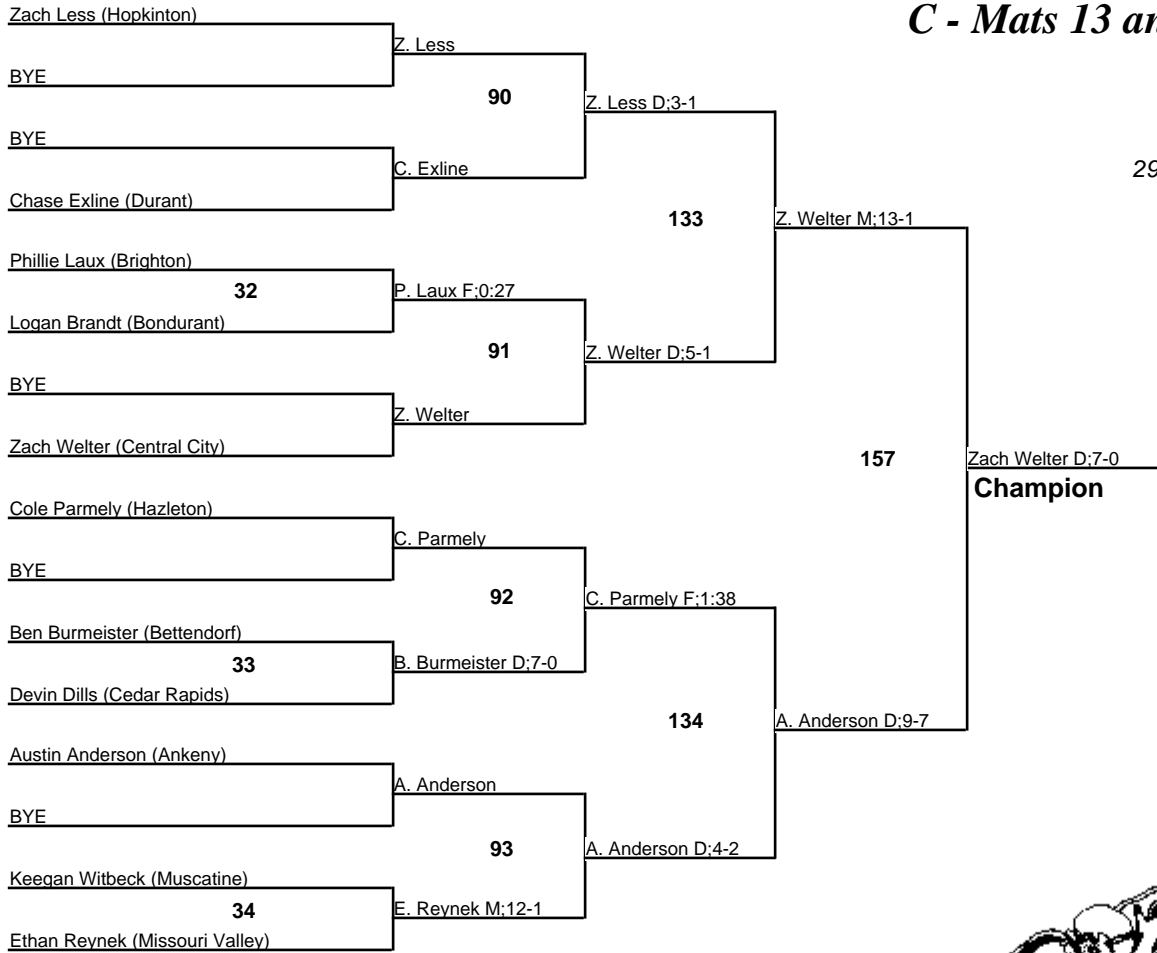 Zach Less (Hopkinton)
C - Mats 13 an
Z. Less
BYE
90
Z. Less D;3-1
BYE
C. Exline
29
Chase Exline (Durant)
133
Z. Welter M;13-1
Phillie Laux (Brighton)
32
P. Laux F;0:27
Logan Brandt (Bondurant)
91
Z. Welter D;5-1
BYE
Z. Welter
Zach Welter (Central City)
157
Zach Welter D;7-0
Champion
Cole Parmely (Hazleton)
C. Parmely
BYE
92
C. Parmely F;1:38
Ben Burmeister (Bettendorf)
33
B. Burmeister D;7-0
Devin Dills (Cedar Rapids)
134
A. Anderson D;9-7
Austin Anderson (Ankeny)
A. Anderson
BYE
93
A. Anderson D;4-2
Keegan Witbeck (Muscatine)
34
E. Reynek M;12-1
Ethan Reynek (Missouri Valley)